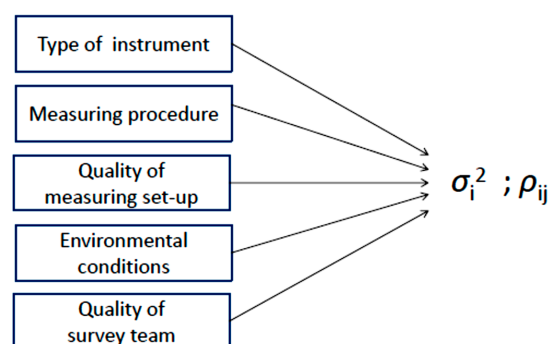 Type of instrument
Measuring procedure
Quality of
measuring set-up
Environmental
conditions
Quality of
survey team
σᵢ² ; ρᵢⱼ